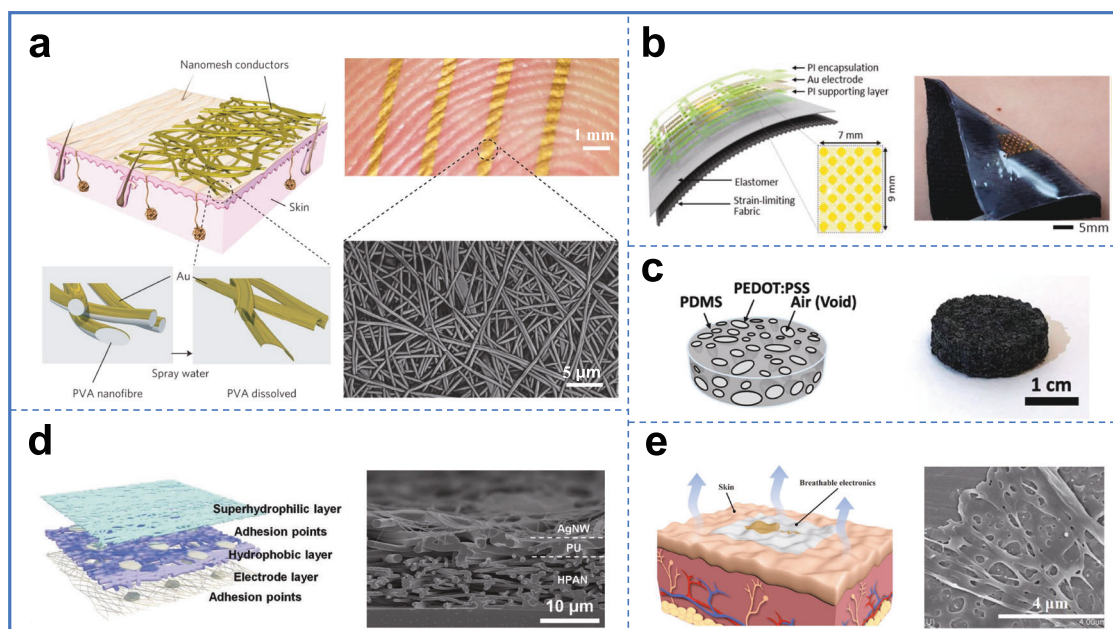 a
Nanomesh conductors
Skin
1 mm
Au
Spray water
PVA nanofibre
PVA dissolved
5 μm
b
PI encapsulation
Au electrode
PI supporting layer
7 mm
9 mm
Elastomer
Strain-limiting
Fabric
5mm
c
PEDOT:PSS
PDMS
Air (Void)
1 cm
d
Superhydrophilic layer
Adhesion points
Hydrophobic layer
Electrode layer
Adhesion points
AgNW
PU
HPAN
10 μm
e
Skin
Breathable electronics
4 μm
4.00μm